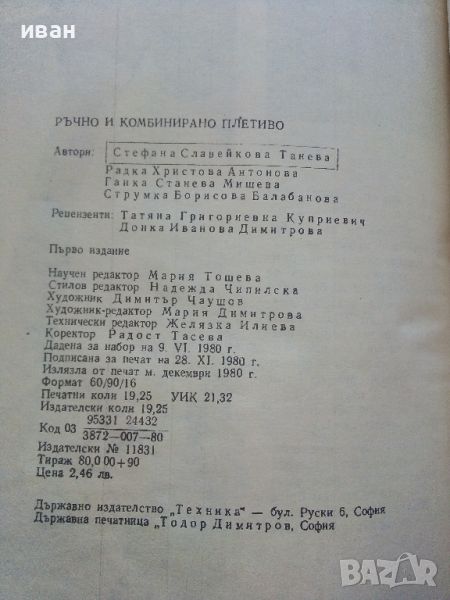 иван
РЪЧНО И КОМБИНИРАНО ПЛЕТИВО
Автори: Стефана Славейкова Танева
Радка Христова Антонова
Ганка Станева Мишева
Струмка Борисова Балабанова
Рецензенти: Татяна Григориевна Куприевич
Донка Иванова Димитрова
Първо издание
Научен редактор Мария Тошева
Стилов редактор Надежда Чипилска
Художник Димитър Чаушов
Художник-редактор Мария Димитрова
Технически редактор Желязка Илиева
Коректор Радост Тасева
Дадена за набор на 9. VI. 1980 г.
Подписана за печат на 28. XI. 1980 г.
Излязла от печат м. декември 1980 г.
Формат 60/90/16
Печатни коли 19,25 УИК 21,32
Издателски коли 19,25
Код 03 95331 24432
3872—007—80
Издателски № 11831
Тираж 80,000+90
Цена 2,46 лв.
Държавно издателство „Техника“ — бул. Руски 6, София
Държавна печатница „Тодор Димитров, София
BAZAR